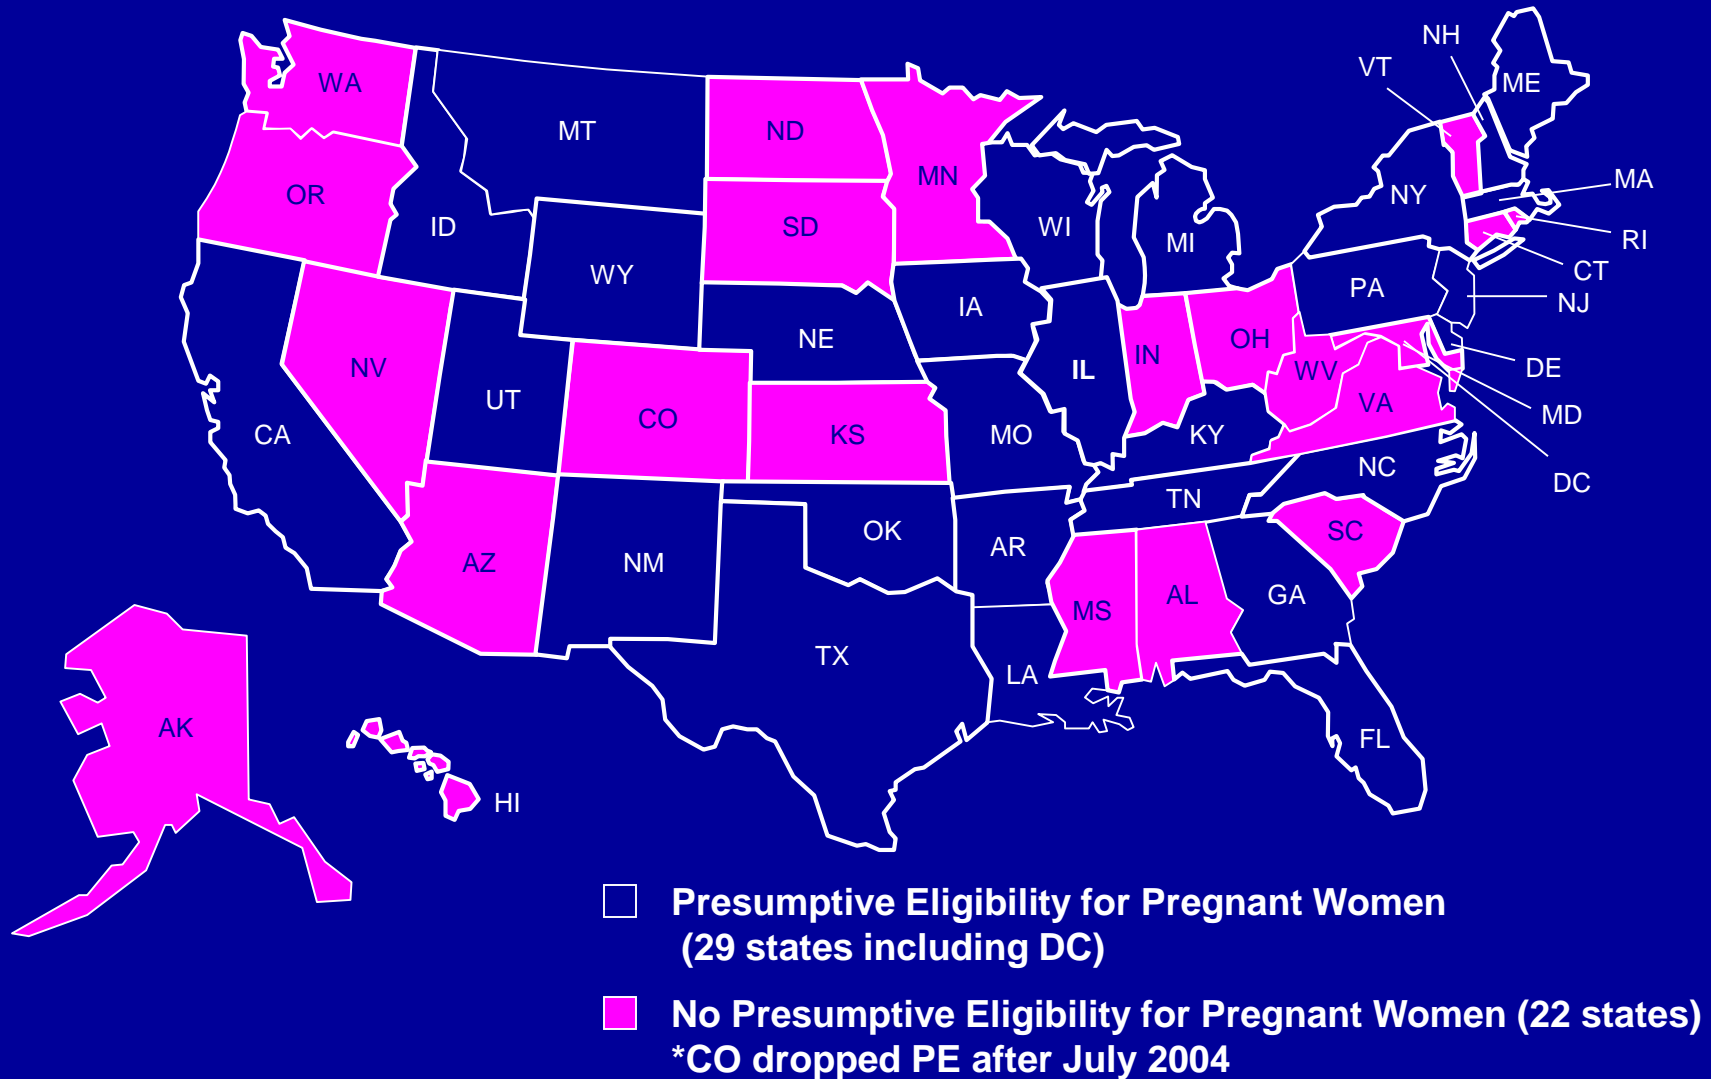 NH
VT
ME
WA
MT
ND
MN
OR
ID
SD
WI
MI
NY
MA
RI
CT
NJ
WY
IA
PA
NE
NV
UT
CO
KS
IL
IN
OH
WV
VA
DE
MD
DC
CA
MO
KY
NC
TN
AZ
NM
OK
AR
SC
MS
AL
GA
TX
LA
AK
HI
FL
Presumptive Eligibility for Pregnant Women
(29 states including DC)
No Presumptive Eligibility for Pregnant Women (22 states)
*CO dropped PE after July 2004